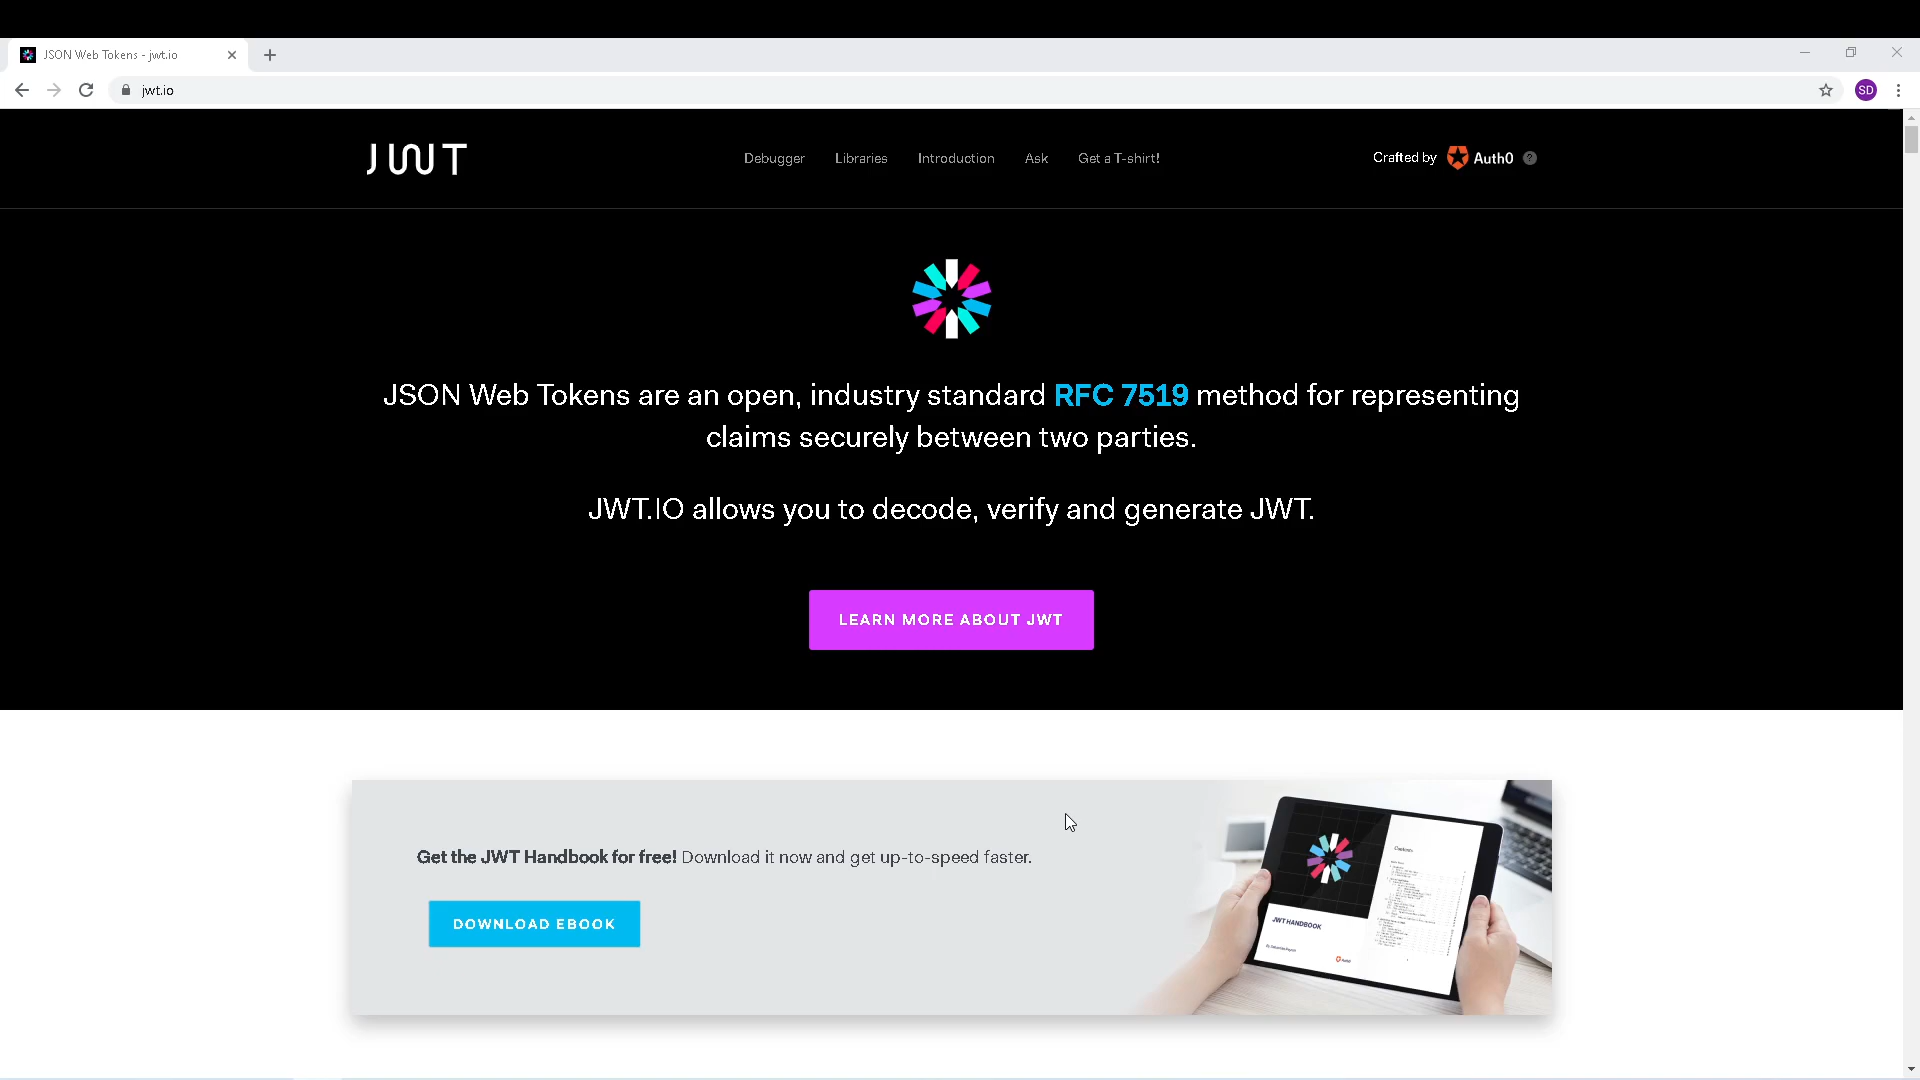 JSON Web Tokens - jwt.io
jwt.io
SD
JWT
Debugger
Libraries
Introduction
Ask
Get a T-shirt!
Crafted by Auth0 ?
JSON Web Tokens are an open, industry standard RFC 7519 method for representing
claims securely between two parties.
JWT.IO allows you to decode, verify and generate JWT.
LEARN MORE ABOUT JWT
Get the JWT Handbook for free! Download it now and get up-to-speed faster.
DOWNLOAD EBOOK
JWT HANDBOOK